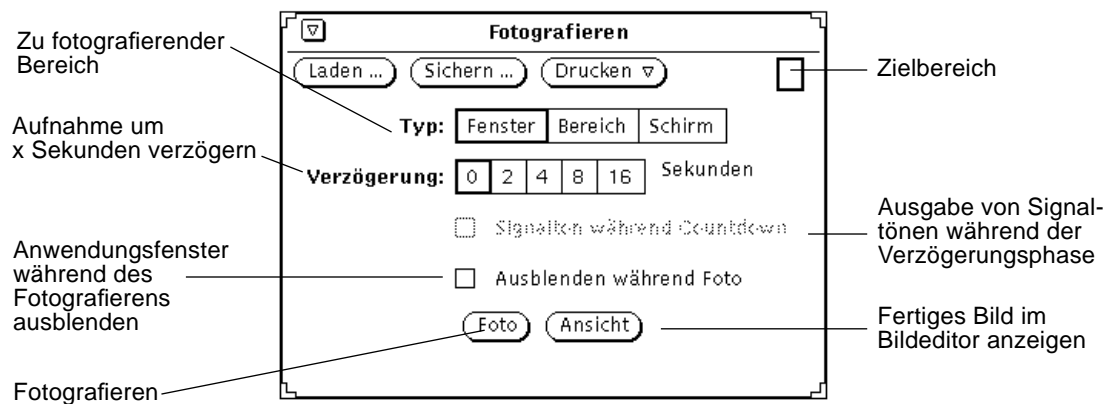 Fotografieren
Laden ...
Sichern ...
Drucken
Typ: Fenster Bereich Schirm
Verzögerung: 0 2 4 8 16 Sekunden
Signalton während Countdown
Ausblenden während Foto
Foto
Ansicht
Zu fotografierender
Bereich
Aufnahme um
x Sekunden verzögern
Anwendungsfenster
während des
Fotografierens
ausblenden
Fotografieren
Zielbereich
Ausgabe von Signal-
tönen während der
Verzögerungsphase
Fertiges Bild im
Bildeditor anzeigen